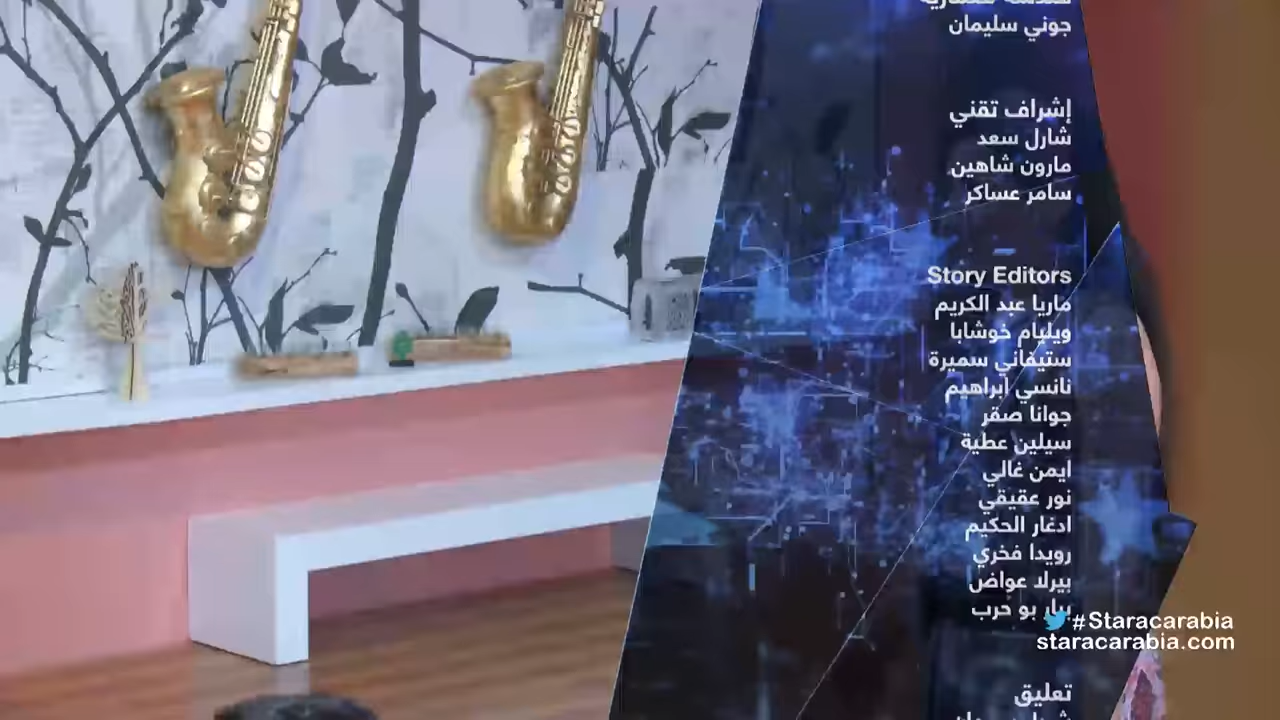 جوني سليمان
إشراف تقني
شارل سعد
مارون شاهين
سامر عساكر
Story Editors
ماريا عبد الكريم
ويليام خوشابا
ستيفاني سميرة
نانسي ابراهيم
جوانا صقر
سيلين عطية
ايمن غالي
نور عقيقي
ادغار الحكيم
رويدا فخري
بيرلا عواض
بيار بو حرب
#Staracarabia
staracarabia.com
تعليق